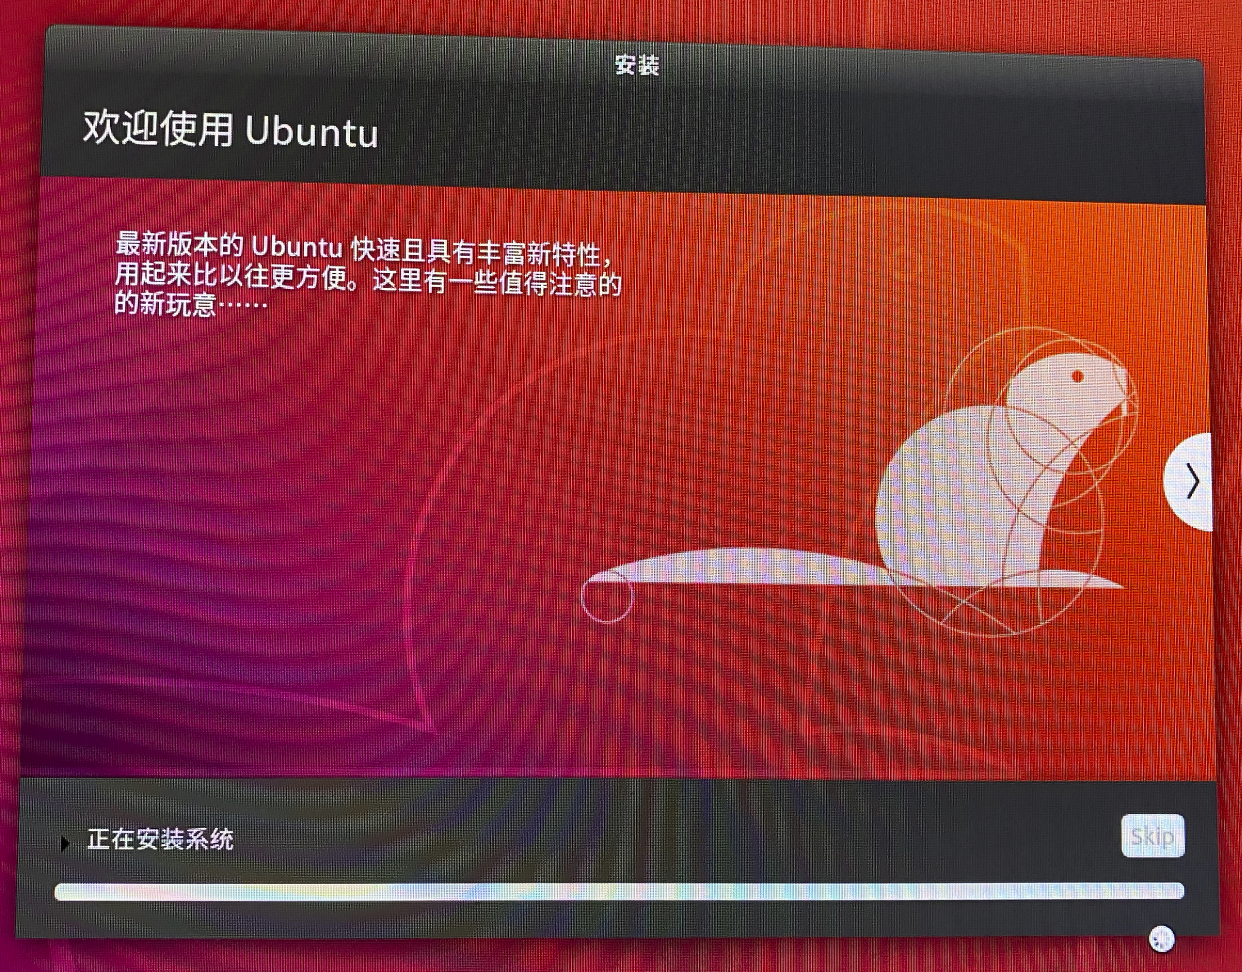 安装
欢迎使用 Ubuntu
最新版本的 Ubuntu 快速且具有丰富新特性，
用起来比以往更方便。这里有一些值得注意的
的新玩意⋯⋯
正在安装系统
Skip